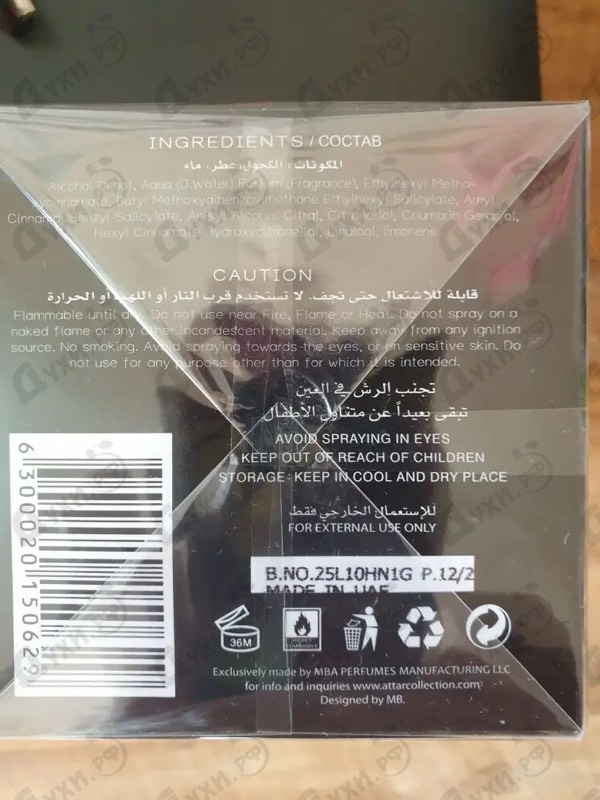 INGREDIENTS / СОСТАВ
المكونات: الكحول، عطر، ماء
Alcohol Denat, Aqua (D.Water) Parfum (Fragrance), Ethylhexyl Metho-
xycinnamate, Butyl Methoxydibenzoylmethane Ethylhexyl Salicylate, Amyl
Cinnamal Benzyl Salicylate, Anisyl Alcohol Citral, Citronellol, Coumarin Geraniol,
Hexyl Cinnamate Hydroxycitronellol, Linalool, limonene
CAUTION
قابلة للاشتعال حتى تجف. لا تستخدم قرب النار أو اللهب أو الحرارة
Flammable until dry. Do not use near Fire, Flame or Heat. Do not spray on a
naked flame or any other incandescent material. Keep away from any ignition
source. No smoking. Avoid spraying towards the eyes, or on sensitive skin. Do
not use for any purpose other than for which it is intended.
تجنب الرش في العين
تبقى بعيداً عن متناول الأطفال
AVOID SPRAYING IN EYES
KEEP OUT OF REACH OF CHILDREN
STORAGE: KEEP IN COOL AND DRY PLACE
للإستعمال الخارجي فقط
FOR EXTERNAL USE ONLY
B.NO.25L10HN1G P.12/2
MADE IN UAE
36M
Exclusively made by MBA PERFUMES MANUFACTURING LLC
for info and inquiries www.attarcollection.com
Designed by MB.
6300020150629